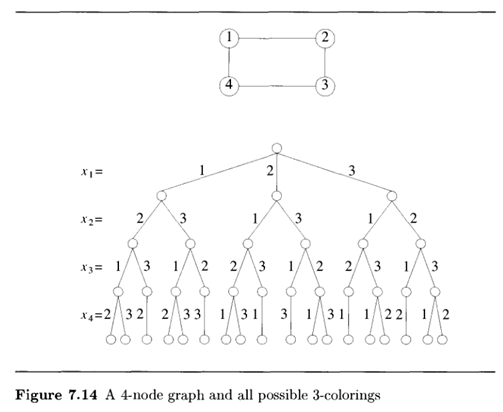 1 2
4 3
x₁= 1 2 3
x₂= 2 3 1 3 1 2
x₃= 1 3 1 2 2 3 1 2 2 3 1 3
x₄=2 3 2 2 3 3 1 3 1 3 1 3 1 1 2 2 1 2
Figure 7.14 A 4-node graph and all possible 3-colorings